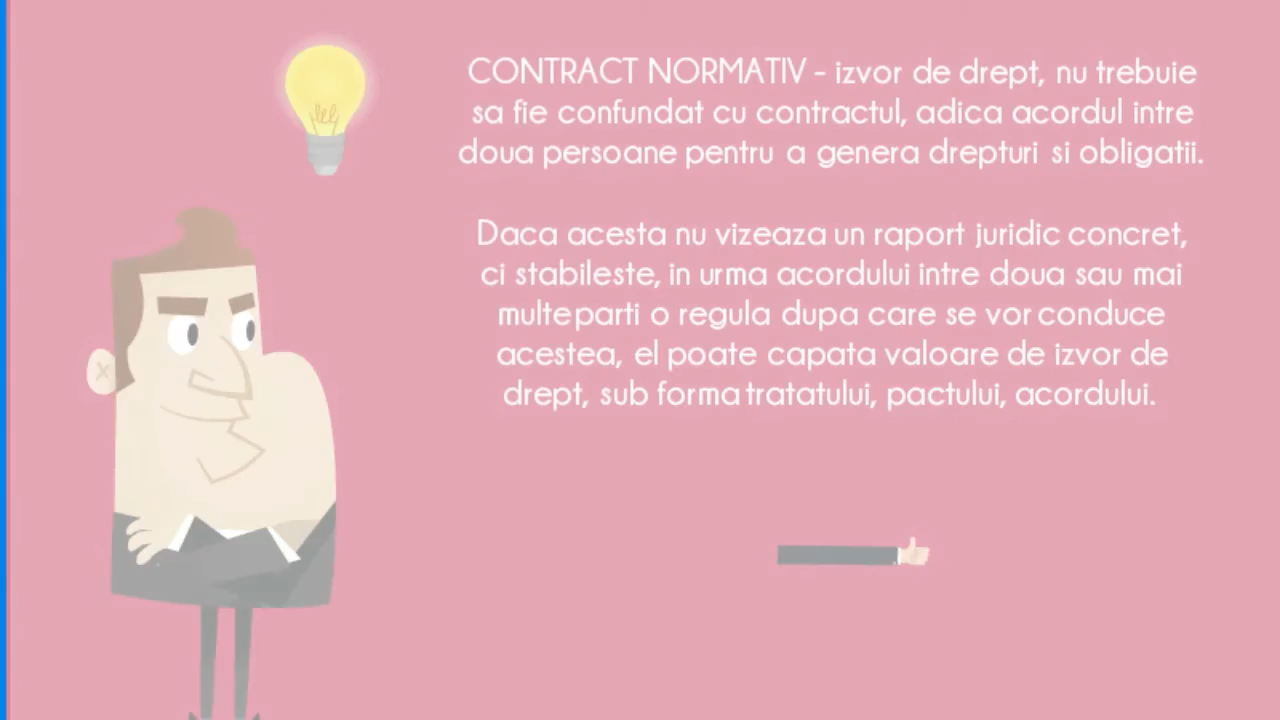 CONTRACT NORMATIV - izvor de drept, nu trebuie
sa fie confundat cu contractul, adica acordul intre
doua persoane pentru a genera drepturi si obligatii.
Daca acesta nu vizeaza un raport juridic concret,
ci stabileste, in urma acordului intre doua sau mai
multe parti o regula dupa care se vor conduce
acestea, el poate capata valoare de izvor de
drept, sub forma tratatului, pactului, acordului.